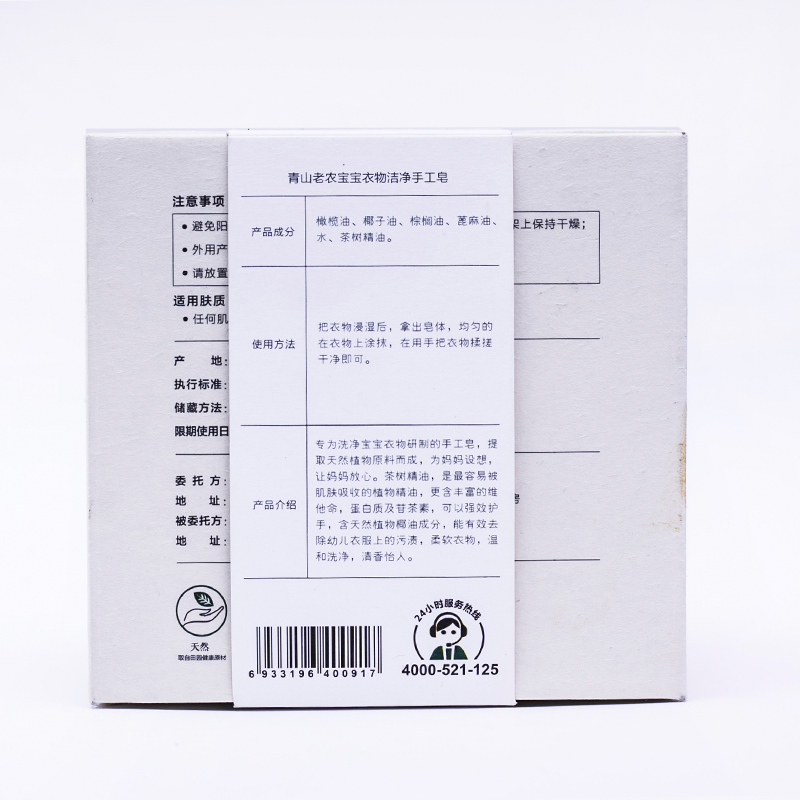 青山老农宝宝衣物洁净手工皂
产品成分
橄榄油、椰子油、棕榈油、蓖麻油、
水、茶树精油。
使用方法
把衣物浸湿后，拿出皂体，均匀的
在衣物上涂抹，在用手把衣物揉搓
干净即可。
产品介绍
专为洗净宝宝衣物研制的手工皂，提
取天然植物原料而成，为妈妈设想，
让妈妈放心。茶树精油，是最容易被
肌肤吸收的植物精油，更含丰富的维
他命，蛋白质及甘茶素，可以强效护
手，含天然植物椰油成分，能有效去
除幼儿衣服上的污渍，柔软衣物，温
和洗净，清香怡人。
6 933196 400917
24小时服务热线
4000-521-125
注意事项
• 避免阳
架上保持干燥；
• 外用产
• 请放置
适用肤质
• 任何肌
产 地：
执行标准：
储藏方法：
限期使用日
委 托 方：
地 址：
被委托方：
地 址：
天然
取自田园健康原材